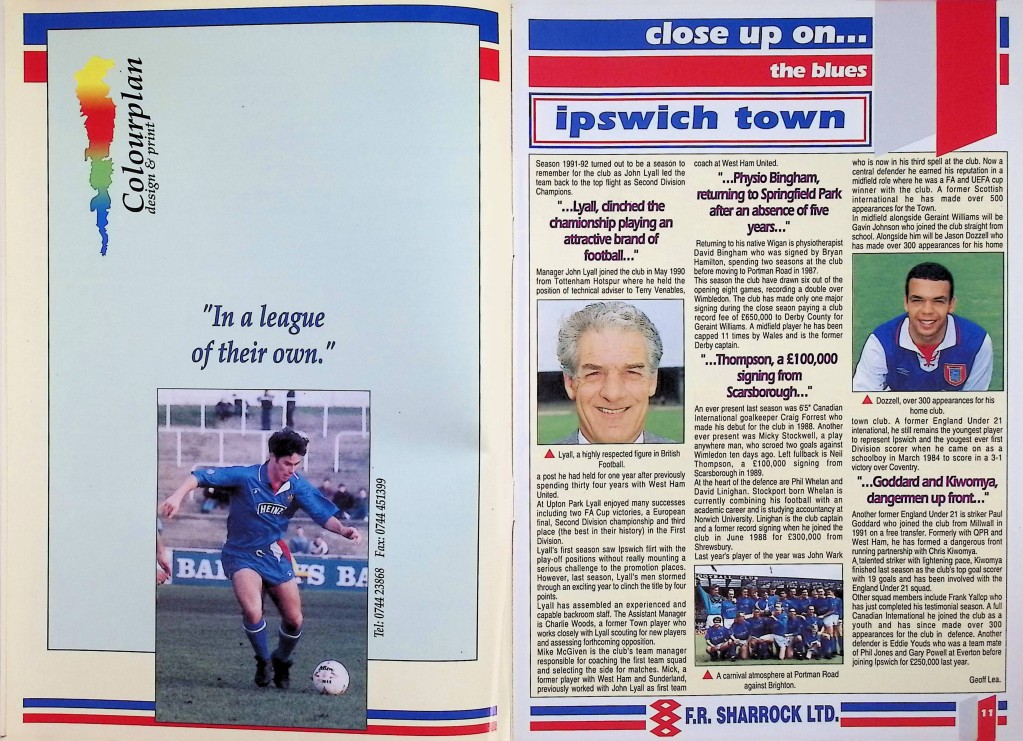 Colourplan
design & print
"In a league
of their own."
HEINZ
BAR
S BA
Tel: 0744 23868 Fax: 0744 451399
close up on...
the blues
ipswich town
Season 1991-92 turned out to be a season to
remember for the club as John Lyall led the
team back to the top flight as Second Division
Champions.
"...Lyall, clinched the
chamionship playing an
attractive brand of
football..."
Manager John Lyall joined the club in May 1990
from Tottenham Hotspur where he held the
position of technical adviser to Terry Venables,
Lyall, a highly respected figure in British
Football.
a post he had held for one year after previously
spending thirty four years with West Ham
United.
At Upton Park Lyall enjoyed many successes
including two FA Cup victories, a European
final, Second Division championship and third
place (the best in their history) in the First
Division.
Lyall's first season saw Ipswich flirt with the
play-off positions without really mounting a
serious challenge to the promotion places.
However, last season, Lyall's men stormed
through an exciting year to clinch the title by four
points.
Lyall has assembled an experienced and
capable backroom staff. The Assistant Manager
is Charlie Woods, a former Town player who
works closely with Lyall scouting for new players
and assessing forthcoming opposition.
Mike McGiven is the club's team manager
responsible for coaching the first team squad
and selecting the side for matches. Mick, a
former player with West Ham and Sunderland,
previously worked with John Lyall as first team
coach at West Ham United.
"...Physio Bingham,
returning to Springfield Park
after an absence of five
years..."
Returning to his native Wigan is physiotherapist
David Bingham who was signed by Bryan
Hamilton, spending two seasons at the club
before moving to Portman Road in 1987.
This season the club have drawn six out of the
opening eight games, recording a double over
Wimbledon. The club has made only one major
signing during the close seaon paying a club
record fee of £650,000 to Derby County for
Geraint Williams. A midfield player he has been
capped 11 times by Wales and is the former
Derby captain.
"...Thompson, a £100,000
signing from
Scarsborough..."
An ever present last season was 6'5" Canadian
International goalkeeper Craig Forrest who
made his debut for the club in 1988. Another
ever present was Micky Stockwell, a play
anywhere man, who scroed two goals against
Wimledon ten days ago. Left fullback is Neil
Thompson, a £100,000 signing from
Scarsborough in 1989.
At the heart of the defence are Phil Whelan and
David Linighan. Stockport born Whelan is
currently combining his football with an
academic career and is studying accountancy at
Norwich University. Linighan is the club captain
and a former record signing when he joined the
club in June 1988 for £300,000 from
Shrewsbury.
Last year's player of the year was John Wark
A carnival atmosphere at Portman Road
against Brighton.
who is now in his third spell at the club. Now a
central defender he earned his reputation in a
midfield role where he was a FA and UEFA cup
winner with the club. A former Scottish
international he has made over 500
appearances for the Town.
In midfield alongside Geraint Williams will be
Gavin Johnson who joined the club straight from
school. Alongside him will be Jason Dozzell who
has made over 300 appearances for his home
Dozzell, over 300 appearances for his
home club.
town club. A former England Under 21
intenational, he still remains the youngest player
to represent Ipswich and the yougest ever first
Division scorer when he came on as a
schoolboy in March 1984 to score in a 3-1
victory over Coventry.
"...Goddard and Kiwomya,
dangermen up front..."
Another former England Under 21 is striker Paul
Goddard who joined the club from Millwall in
1991 on a free transfer. Formerly with QPR and
West Ham, he has formed a dangerous front
running partnership with Chris Kiwomya.
A talented striker with lightening pace, Kiwomya
finished last season as the club's top goal scorer
with 19 goals and has been involved with the
England Under 21 squad.
Other squad members include Frank Yallop who
has just completed his testimonial season. A full
Canadian International he joined the club as a
youth and has since made over 300
appearances for the club in defence. Another
defender is Eddie Youds who was a team mate
of Phil Jones and Gary Powell at Everton before
joining Ipswich for £250,000 last year.
Geoff Lea.
F.R. SHARROCK LTD.
11